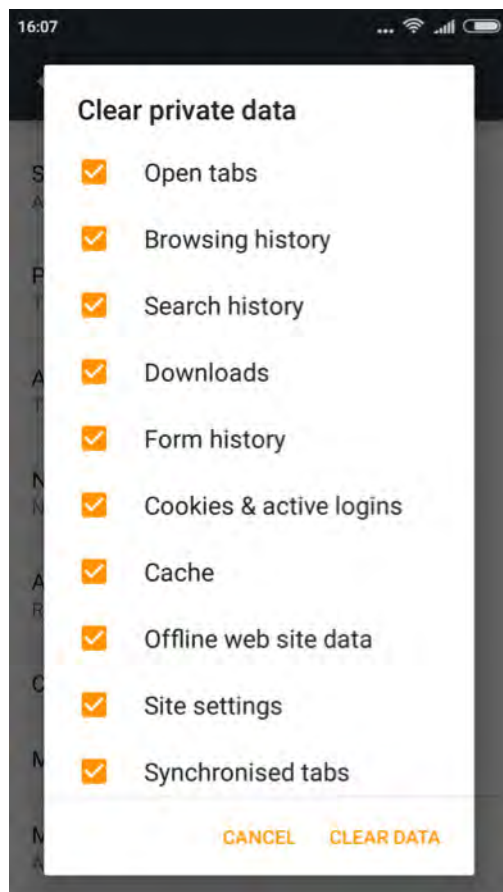 16:07
Clear private data
Open tabs
Browsing history
Search history
Downloads
Form history
Cookies & active logins
Cache
Offline web site data
Site settings
Synchronised tabs
CANCEL CLEAR DATA